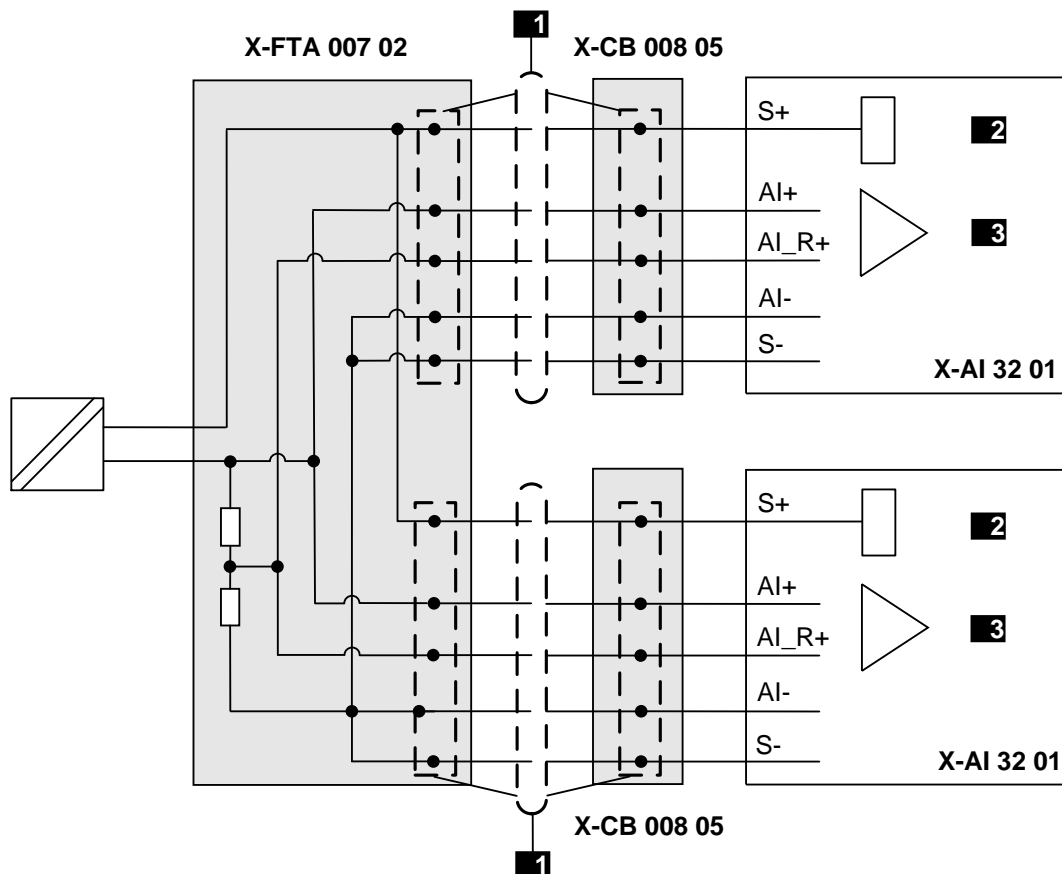 1
X-FTA 007 02
X-CB 008 05
S+
2
AI+
3
AI_R+
AI-
S-
X-AI 32 01
S+
2
AI+
3
AI_R+
AI-
S-
X-AI 32 01
X-CB 008 05
1